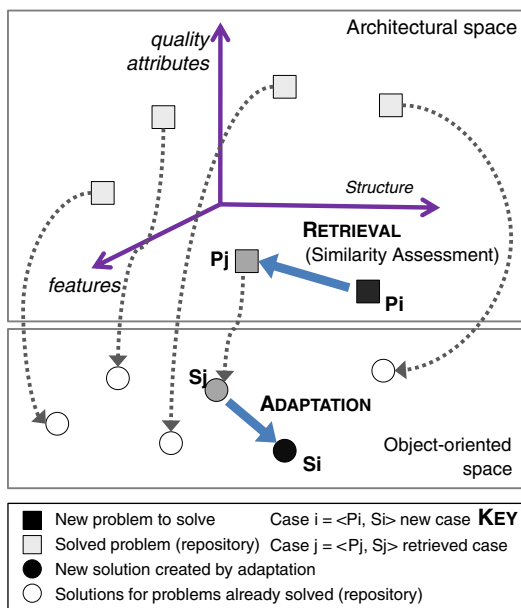 quality
attributes
Architectural space
Structure
RETRIEVAL
(Similarity Assessment)
Pj
features
Pi
Sj
ADAPTATION
Si
Object-oriented
space
New problem to solve
Case i = <Pi, Si> new case
KEY
Solved problem (repository)
Case j = <Pj, Sj> retrieved case
New solution created by adaptation
Solutions for problems already solved (repository)